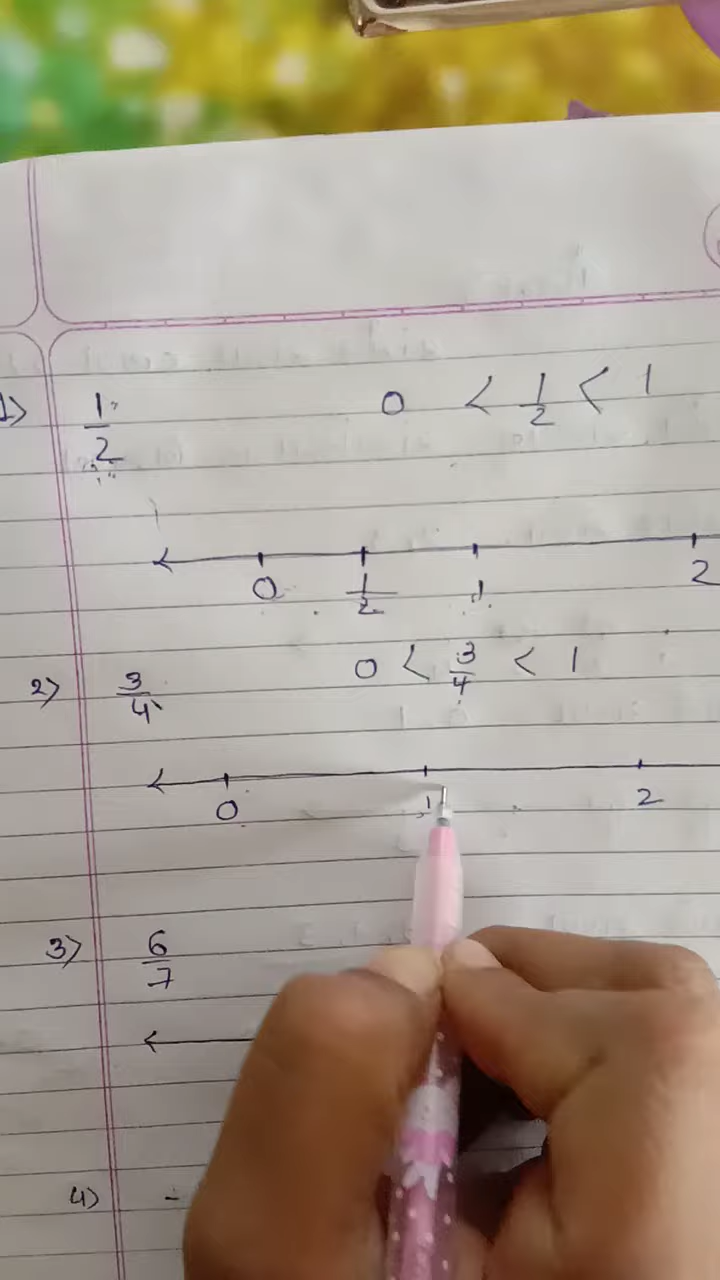 1) 1/2 0 < 1/2 < 1
0 1/2 1 2
2) 3/4 0 < 3/4 < 1
0 1 2
3) 6/7
4) -